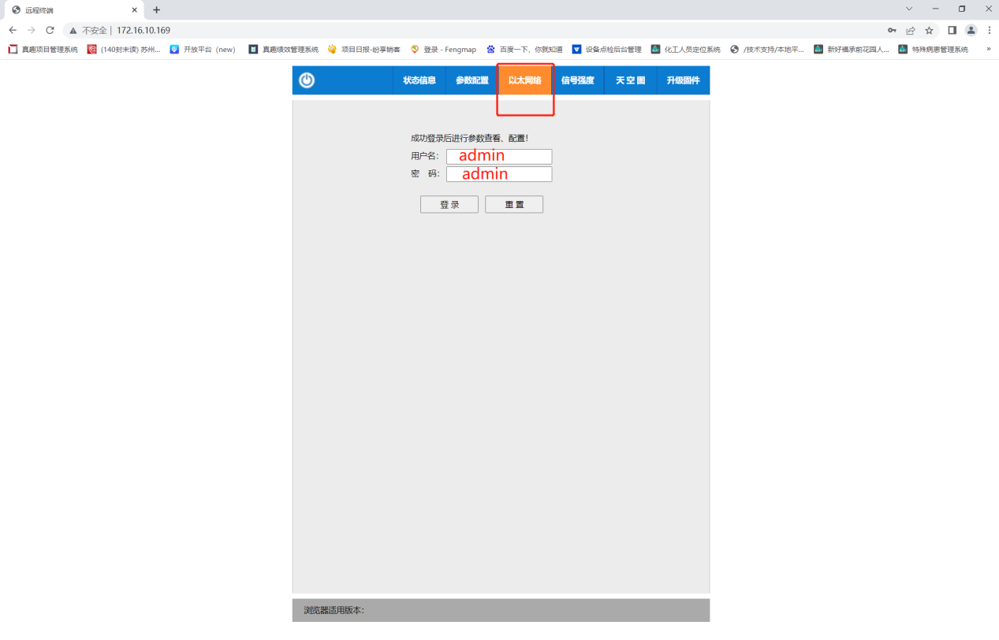 远程终端
不安全 172.16.10.169
真趣项目管理系统 (140封未读) 苏州... 开放平台 (new) 真趣绩效管理系统 项目日报-纷享销客 登录 - Fengmap 百度一下，你就知道 设备点检后台管理 化工人员定位系统 /技术支持/本地平... 新好福承前花园人... 特殊病患管理系统 »
状态信息 参数配置 以太网络 信号强度 天 空 图 升级固件
成功登录后进行参数查看、配置!
用户名: admin
密 码: admin
登 录 重 置
浏览器适用版本: